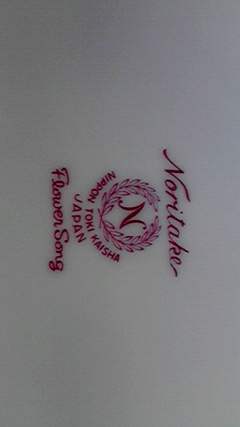 Noritake
N
NIPPON TOKI KAISHA
JAPAN
Flower Song